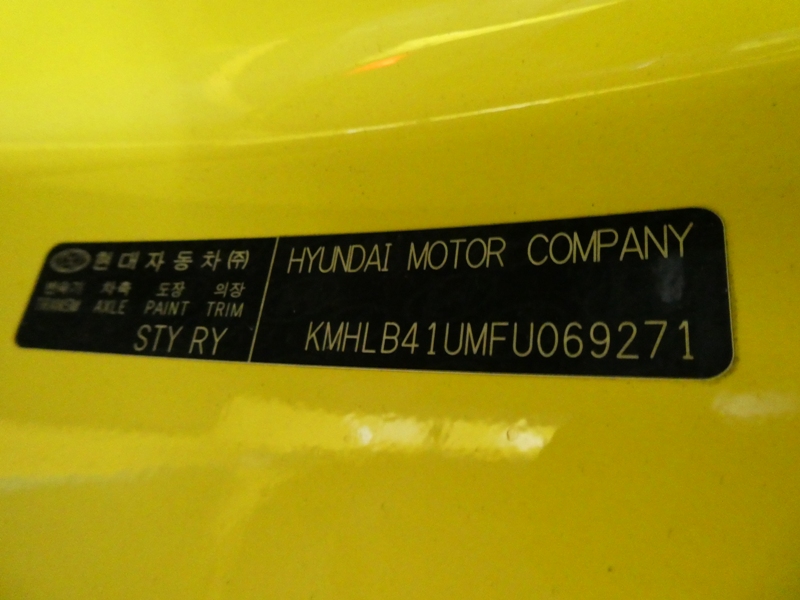 현대자동차㈜
변속기 차축 도장 의장
TRANSM AXLE PAINT TRIM
STY RY
HYUNDAI MOTOR COMPANY
KMHLB41UMFU069271